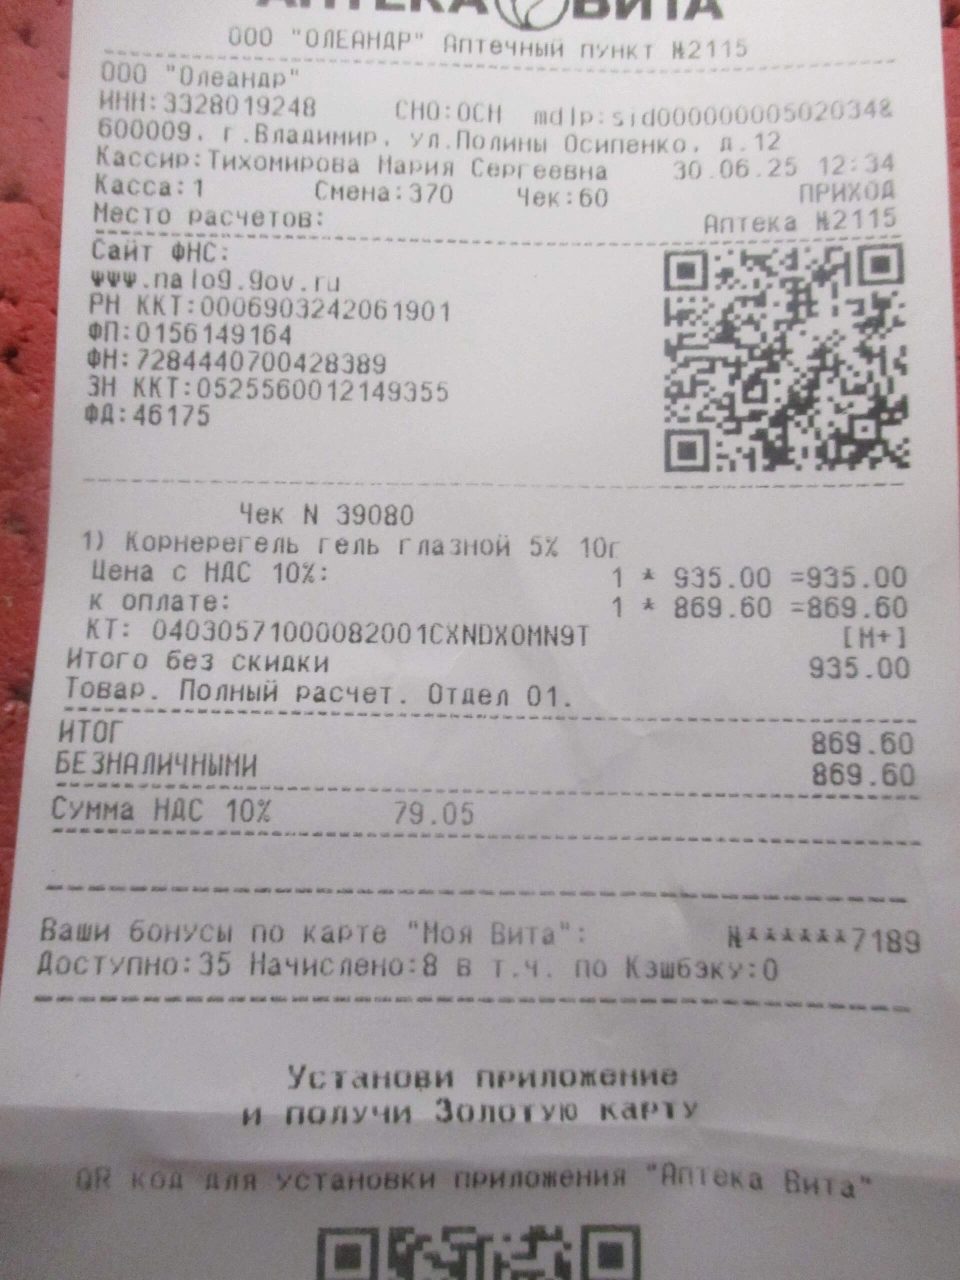 АПТЕКА ВИТА
ООО "ОЛЕАНДР" Аптечный пункт №2115
ООО "Олеандр"
ИНН:3328019248 СНО:ОСН mdlp:sid000000005020348
600009, г.Владимир, ул.Полины Осипенко, д.12
Кассир:Тихомирова Мария Сергеевна 30.06.25 12:34
Касса:1 Смена:370 Чек:60 ПРИХОД
Место расчетов: Аптека №2115
Сайт ФНС:
www.nalog.gov.ru
РН ККТ:0006903242061901
ФП:0156149164
ФН:7284440700428389
ЗН ККТ:0525560012149355
ФД:46175
Чек N 39080
1) Корнерегель гель глазной 5% 10г
Цена с НДС 10%: 1 * 935.00 =935.00
к оплате: 1 * 869.60 =869.60
КТ: 04030571000082001CXNDX0MN9T [М+]
Итого без скидки 935.00
Товар. Полный расчет. Отдел 01.
ИТОГ 869.60
БЕЗНАЛИЧНЫМИ 869.60
Сумма НДС 10% 79.05
Ваши бонусы по карте "Моя Вита": №******7189
Доступно:35 Начислено:8 в т.ч. по Кэшбэку:0
Установи приложение
и получи Золотую карту
QR код для установки приложения "Аптека Вита"